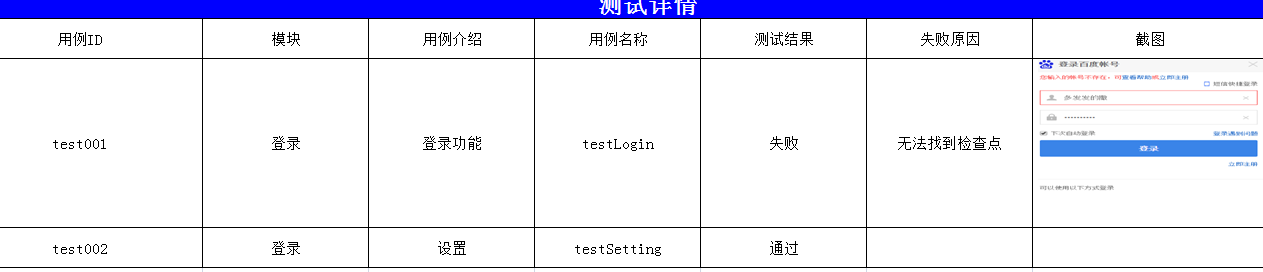 测试详情
用例ID 模块 用例介绍 用例名称 测试结果 失败原因 截图
登录百度帐号
您输入的帐号不存在，可查看帮助或立即注册
短信快捷登录
多发发的酿
test001 登录 登录功能 testLogin 失败 无法找到检查点
下次自动登录 登录遇到问题
登录
立即注册
可以使用以下方式登录
test002 登录 设置 testSetting 通过